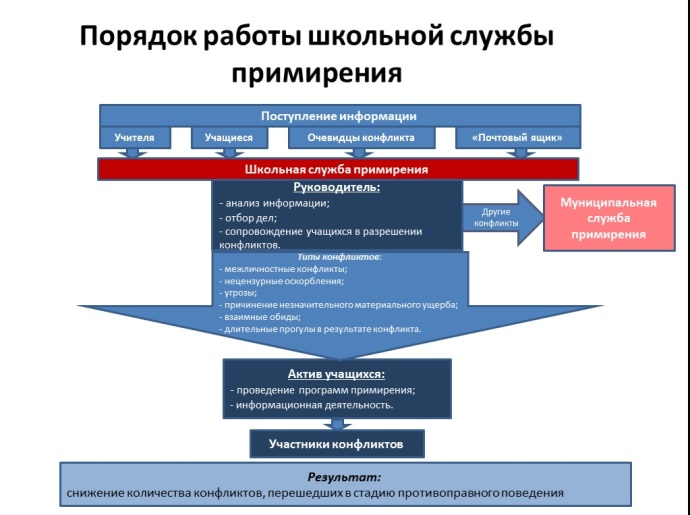 Порядок работы школьной службы
примирения
Поступление информации
Учителя
Учащиеся
Очевидцы конфликта
«Почтовый ящик»
Школьная служба примирения
Руководитель:
- анализ информации;
- отбор дел;
- сопровождение учащихся в разрешении
конфликтов.
Другие
конфликты
Муниципальная
служба
примирения
Типы конфликтов:
- межличностные конфликты;
- нецензурные оскорбления;
- угрозы;
- причинение незначительного материального ущерба;
- взаимные обиды;
- длительные прогулы в результате конфликта.
Актив учащихся:
- проведение программ примирения;
- информационная деятельность.
Участники конфликтов
Результат:
снижение количества конфликтов, перешедших в стадию противоправного поведения